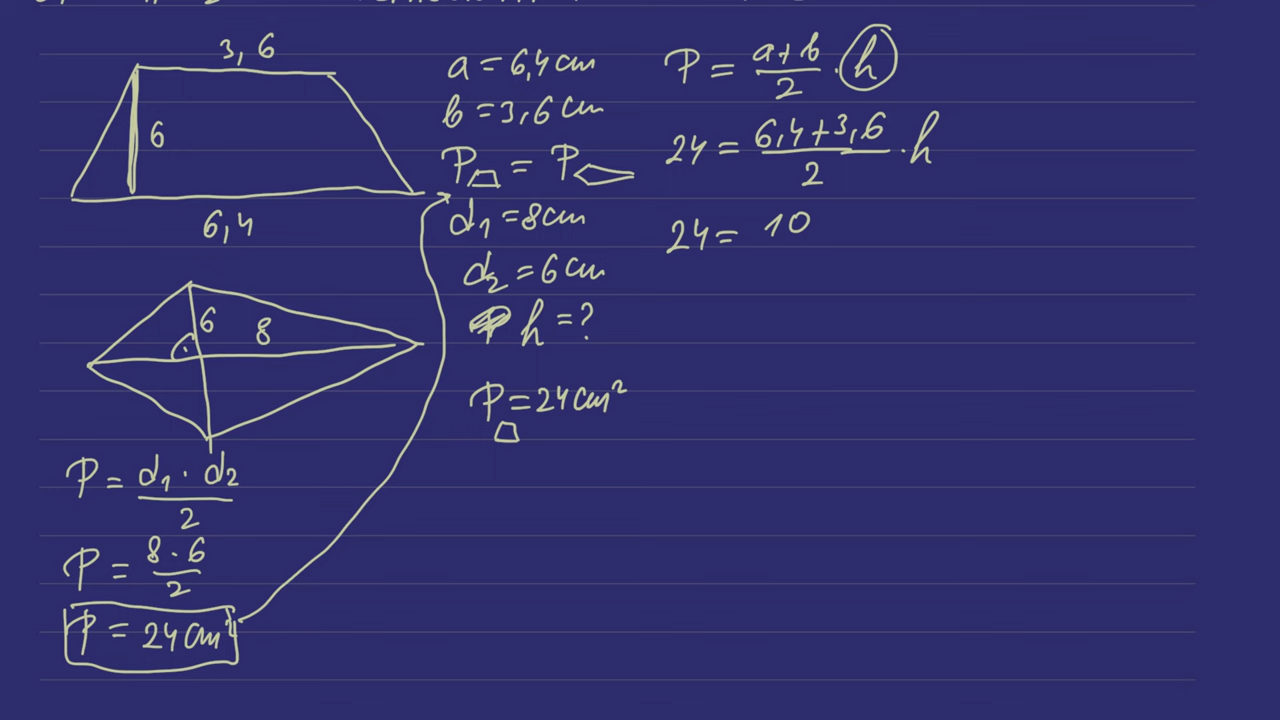 3,6
6
6,4
6
8
P = d₁ · d₂ / 2
P = 8 · 6 / 2
P = 24 cm²
a = 6,4 cm
b = 3,6 cm
P = P
d₁ = 8 cm
d₂ = 6 cm
h = ?
P = 24 cm²
P = a+b / 2 · h
24 = 6,4+3,6 / 2 · h
24 = 10